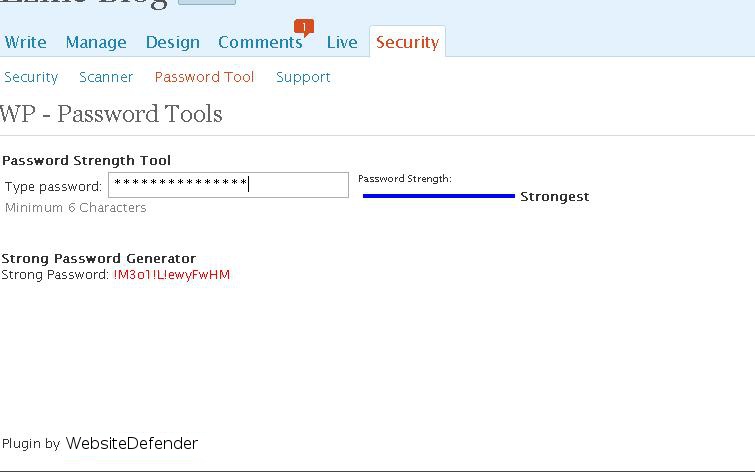 Blog
1
Write Manage Design Comments Live Security
Security Scanner Password Tool Support
WP - Password Tools
Password Strength Tool
Type password: *************** Password Strength:
Strongest
Minimum 6 Characters
Strong Password Generator
Strong Password: !M3o1!L!ewyFwHM
Plugin by WebsiteDefender